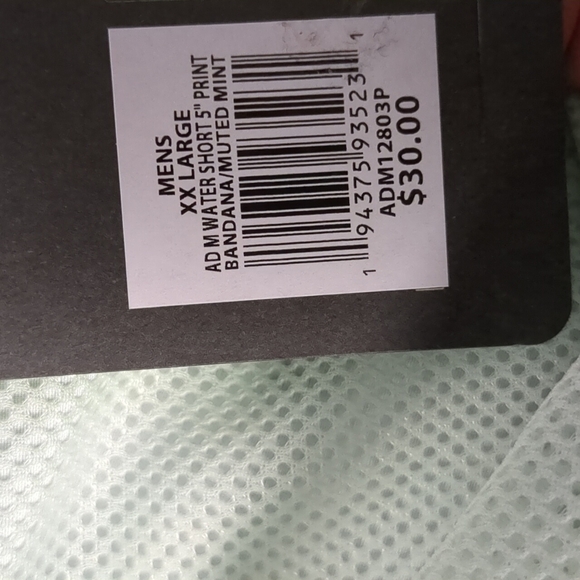 MENS
XX LARGE
AD M WATER SHORT 5" PRINT
BANDANA/MUTED MINT
1 94375 93523 1
ADM12803P
$30.00